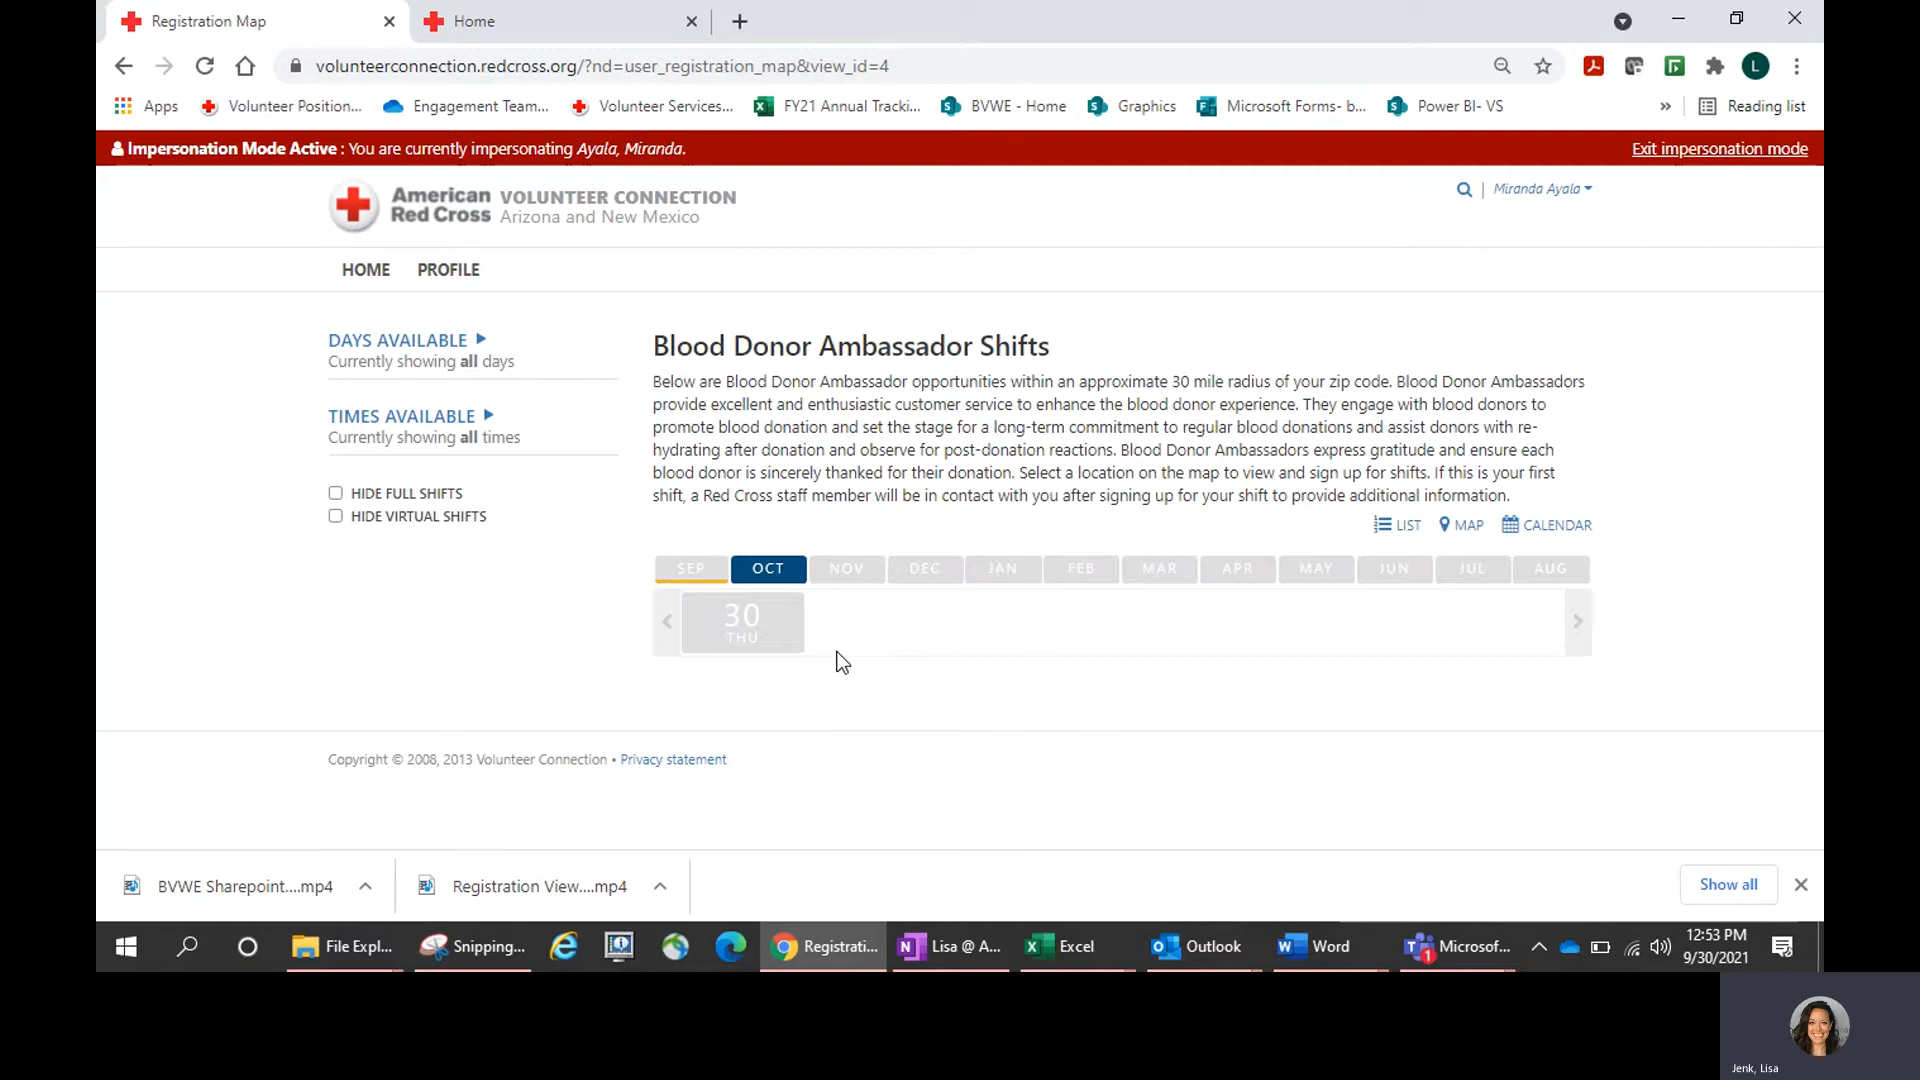 Registration Map
Home
volunteerconnection.redcross.org/?nd=user_registration_map&view_id=4
L
Apps
Volunteer Position...
Engagement Team...
Volunteer Services...
FY21 Annual Tracki...
BVWE - Home
Graphics
Microsoft Forms- b...
Power BI- VS
»
Reading list
Impersonation Mode Active : You are currently impersonating Ayala, Miranda.
Exit impersonation mode
American Red Cross
VOLUNTEER CONNECTION
Arizona and New Mexico
Miranda Ayala
HOME
PROFILE
DAYS AVAILABLE
Currently showing all days
TIMES AVAILABLE
Currently showing all times
HIDE FULL SHIFTS
HIDE VIRTUAL SHIFTS
Blood Donor Ambassador Shifts
Below are Blood Donor Ambassador opportunities within an approximate 30 mile radius of your zip code. Blood Donor Ambassadors
provide excellent and enthusiastic customer service to enhance the blood donor experience. They engage with blood donors to
promote blood donation and set the stage for a long-term commitment to regular blood donations and assist donors with re-
hydrating after donation and observe for post-donation reactions. Blood Donor Ambassadors express gratitude and ensure each
blood donor is sincerely thanked for their donation. Select a location on the map to view and sign up for shifts. If this is your first
shift, a Red Cross staff member will be in contact with you after signing up for your shift to provide additional information.
LIST
MAP
CALENDAR
SEP OCT NOV DEC JAN FEB MAR APR MAY JUN JUL AUG
30
THU
Copyright © 2008, 2013 Volunteer Connection • Privacy statement
BVWE Sharepoint....mp4
Registration View....mp4
Show all
File Expl...
Snipping...
Registrati...
Lisa @ A...
Excel
Outlook
Word
Microsof...
1
12:53 PM
9/30/2021
Jenk, Lisa